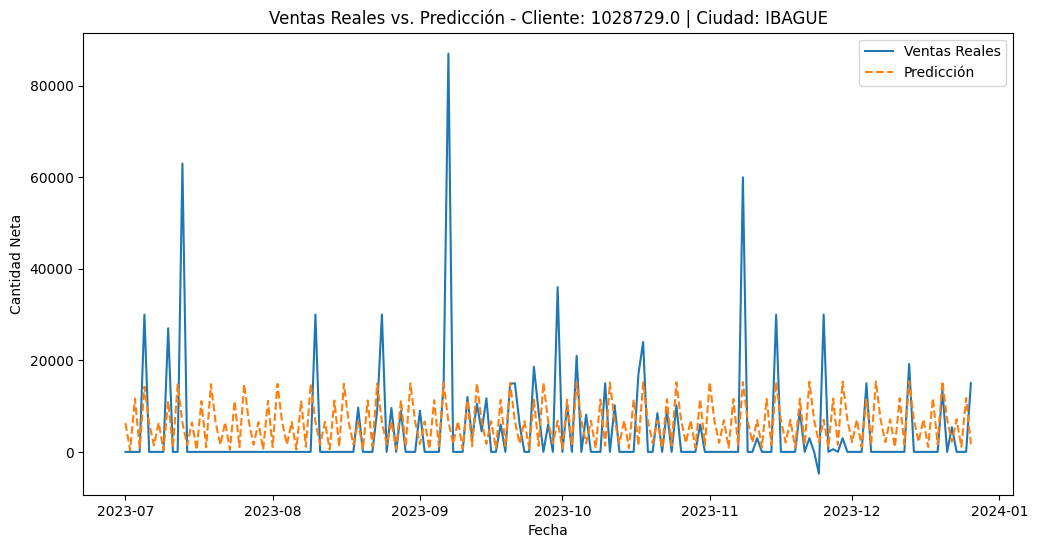 Ventas Reales vs. Predicción - Cliente: 1028729.0 | Ciudad: IBAGUE
Ventas Reales
Predicción
80000
60000
40000
20000
0
Cantidad Neta
2023-07 2023-08 2023-09 2023-10 2023-11 2023-12 2024-01
Fecha